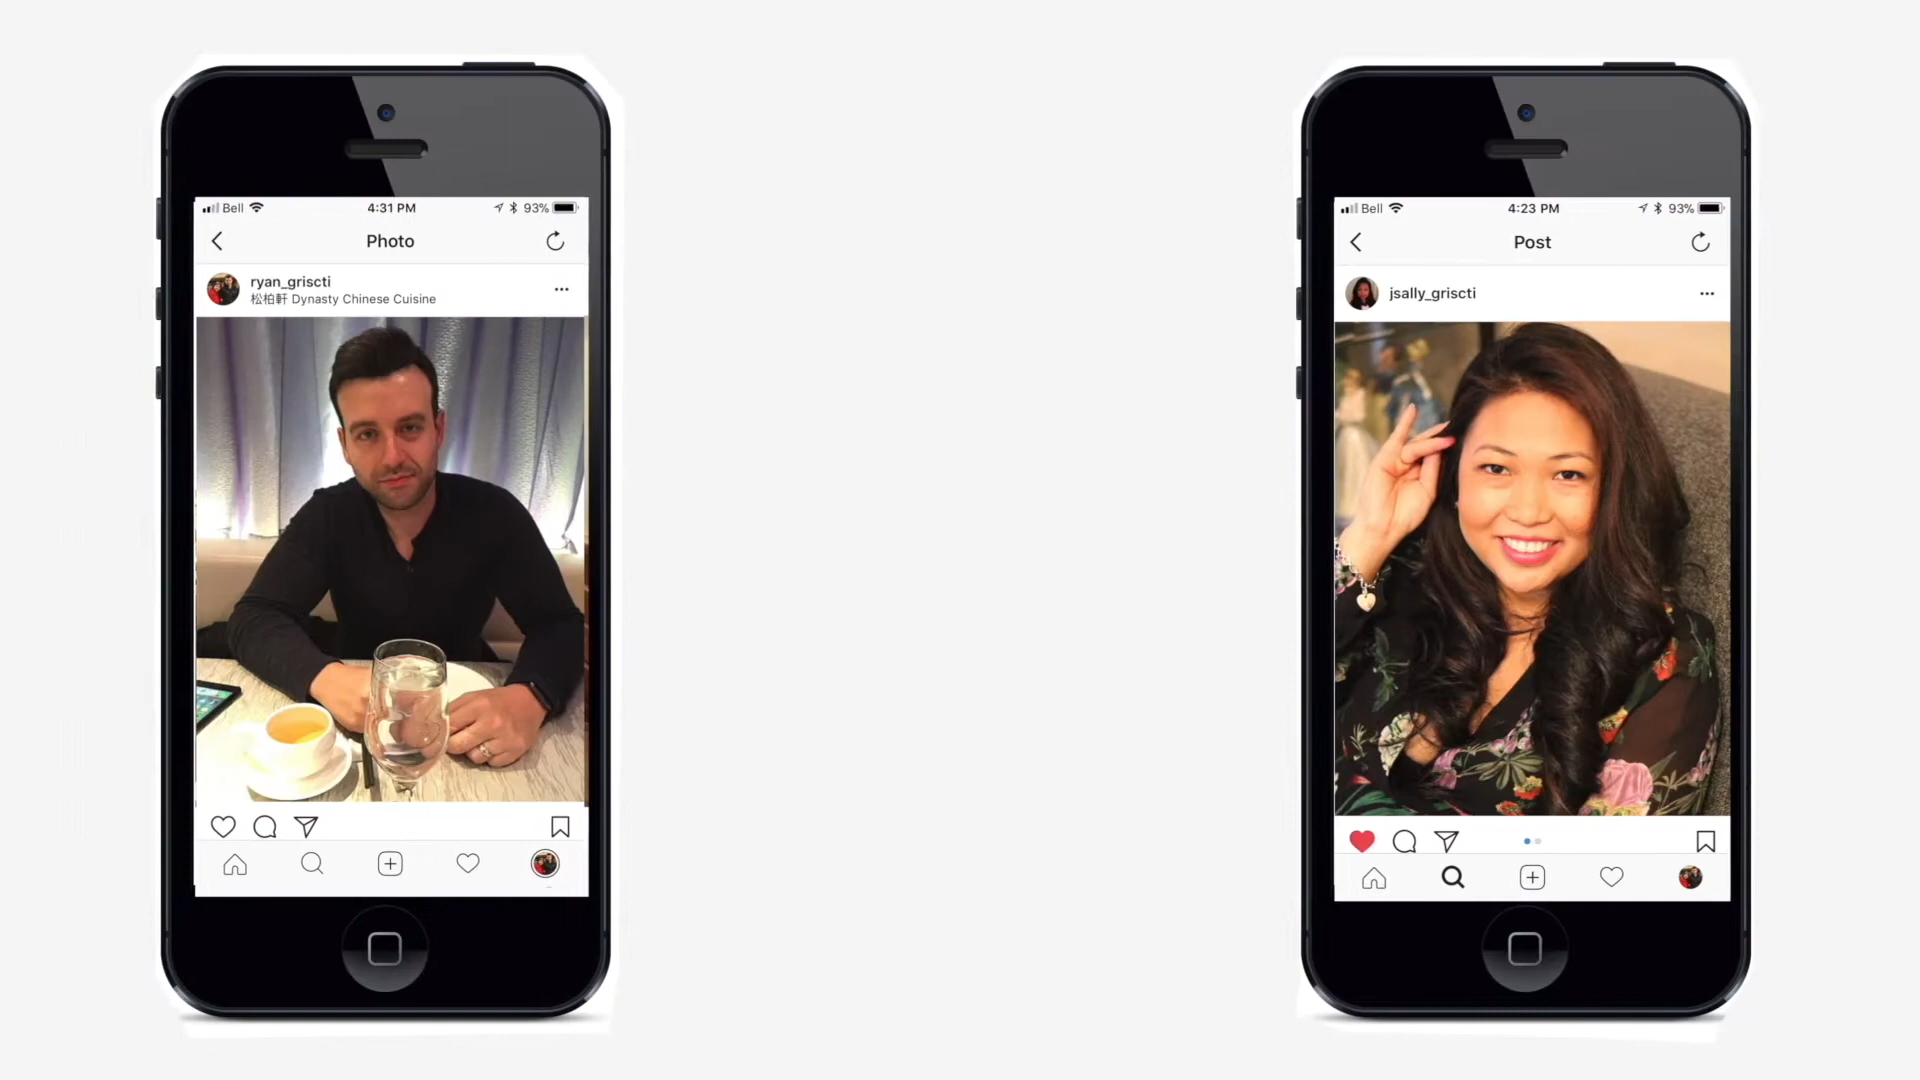 Bell 4:31 PM 93%
Photo
ryan_griscti
松柏軒 Dynasty Chinese Cuisine
Bell 4:23 PM 93%
Post
jsally_griscti